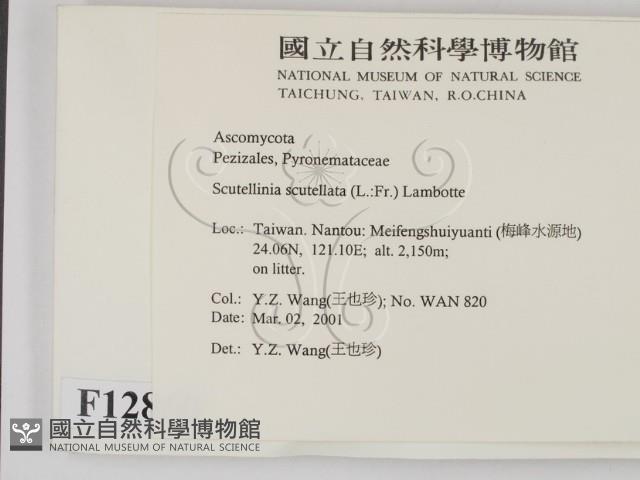 國立自然科學博物館
NATIONAL MUSEUM OF NATURAL SCIENCE
TAICHUNG, TAIWAN, R.O.CHINA
Ascomycota
Pezizales, Pyronemataceae
Scutellinia scutellata (L.:Fr.) Lambotte
Loc.: Taiwan. Nantou: Meifengshuiyuanti (梅峰水源地)
24.06N, 121.10E; alt. 2,150m;
on litter.
Col.: Y.Z. Wang(王也珍); No. WAN 820
Date: Mar. 02, 2001
Det.: Y.Z. Wang(王也珍)
F128
國立自然科學博物館
NATIONAL MUSEUM OF NATURAL SCIENCE